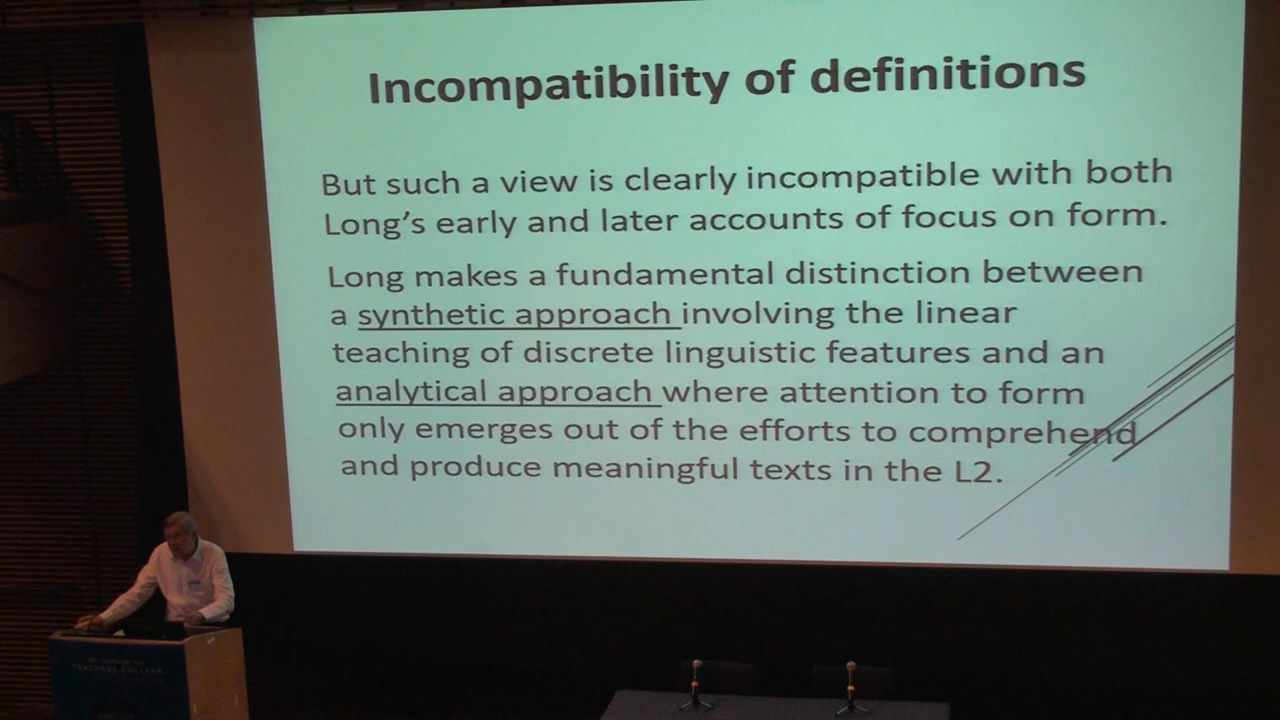 Incompatibility of definitions
But such a view is clearly incompatible with both
Long's early and later accounts of focus on form.
Long makes a fundamental distinction between
a synthetic approach involving the linear
teaching of discrete linguistic features and an
analytical approach where attention to form
only emerges out of the efforts to comprehend
and produce meaningful texts in the L2.
TEACHERS COLLEGE